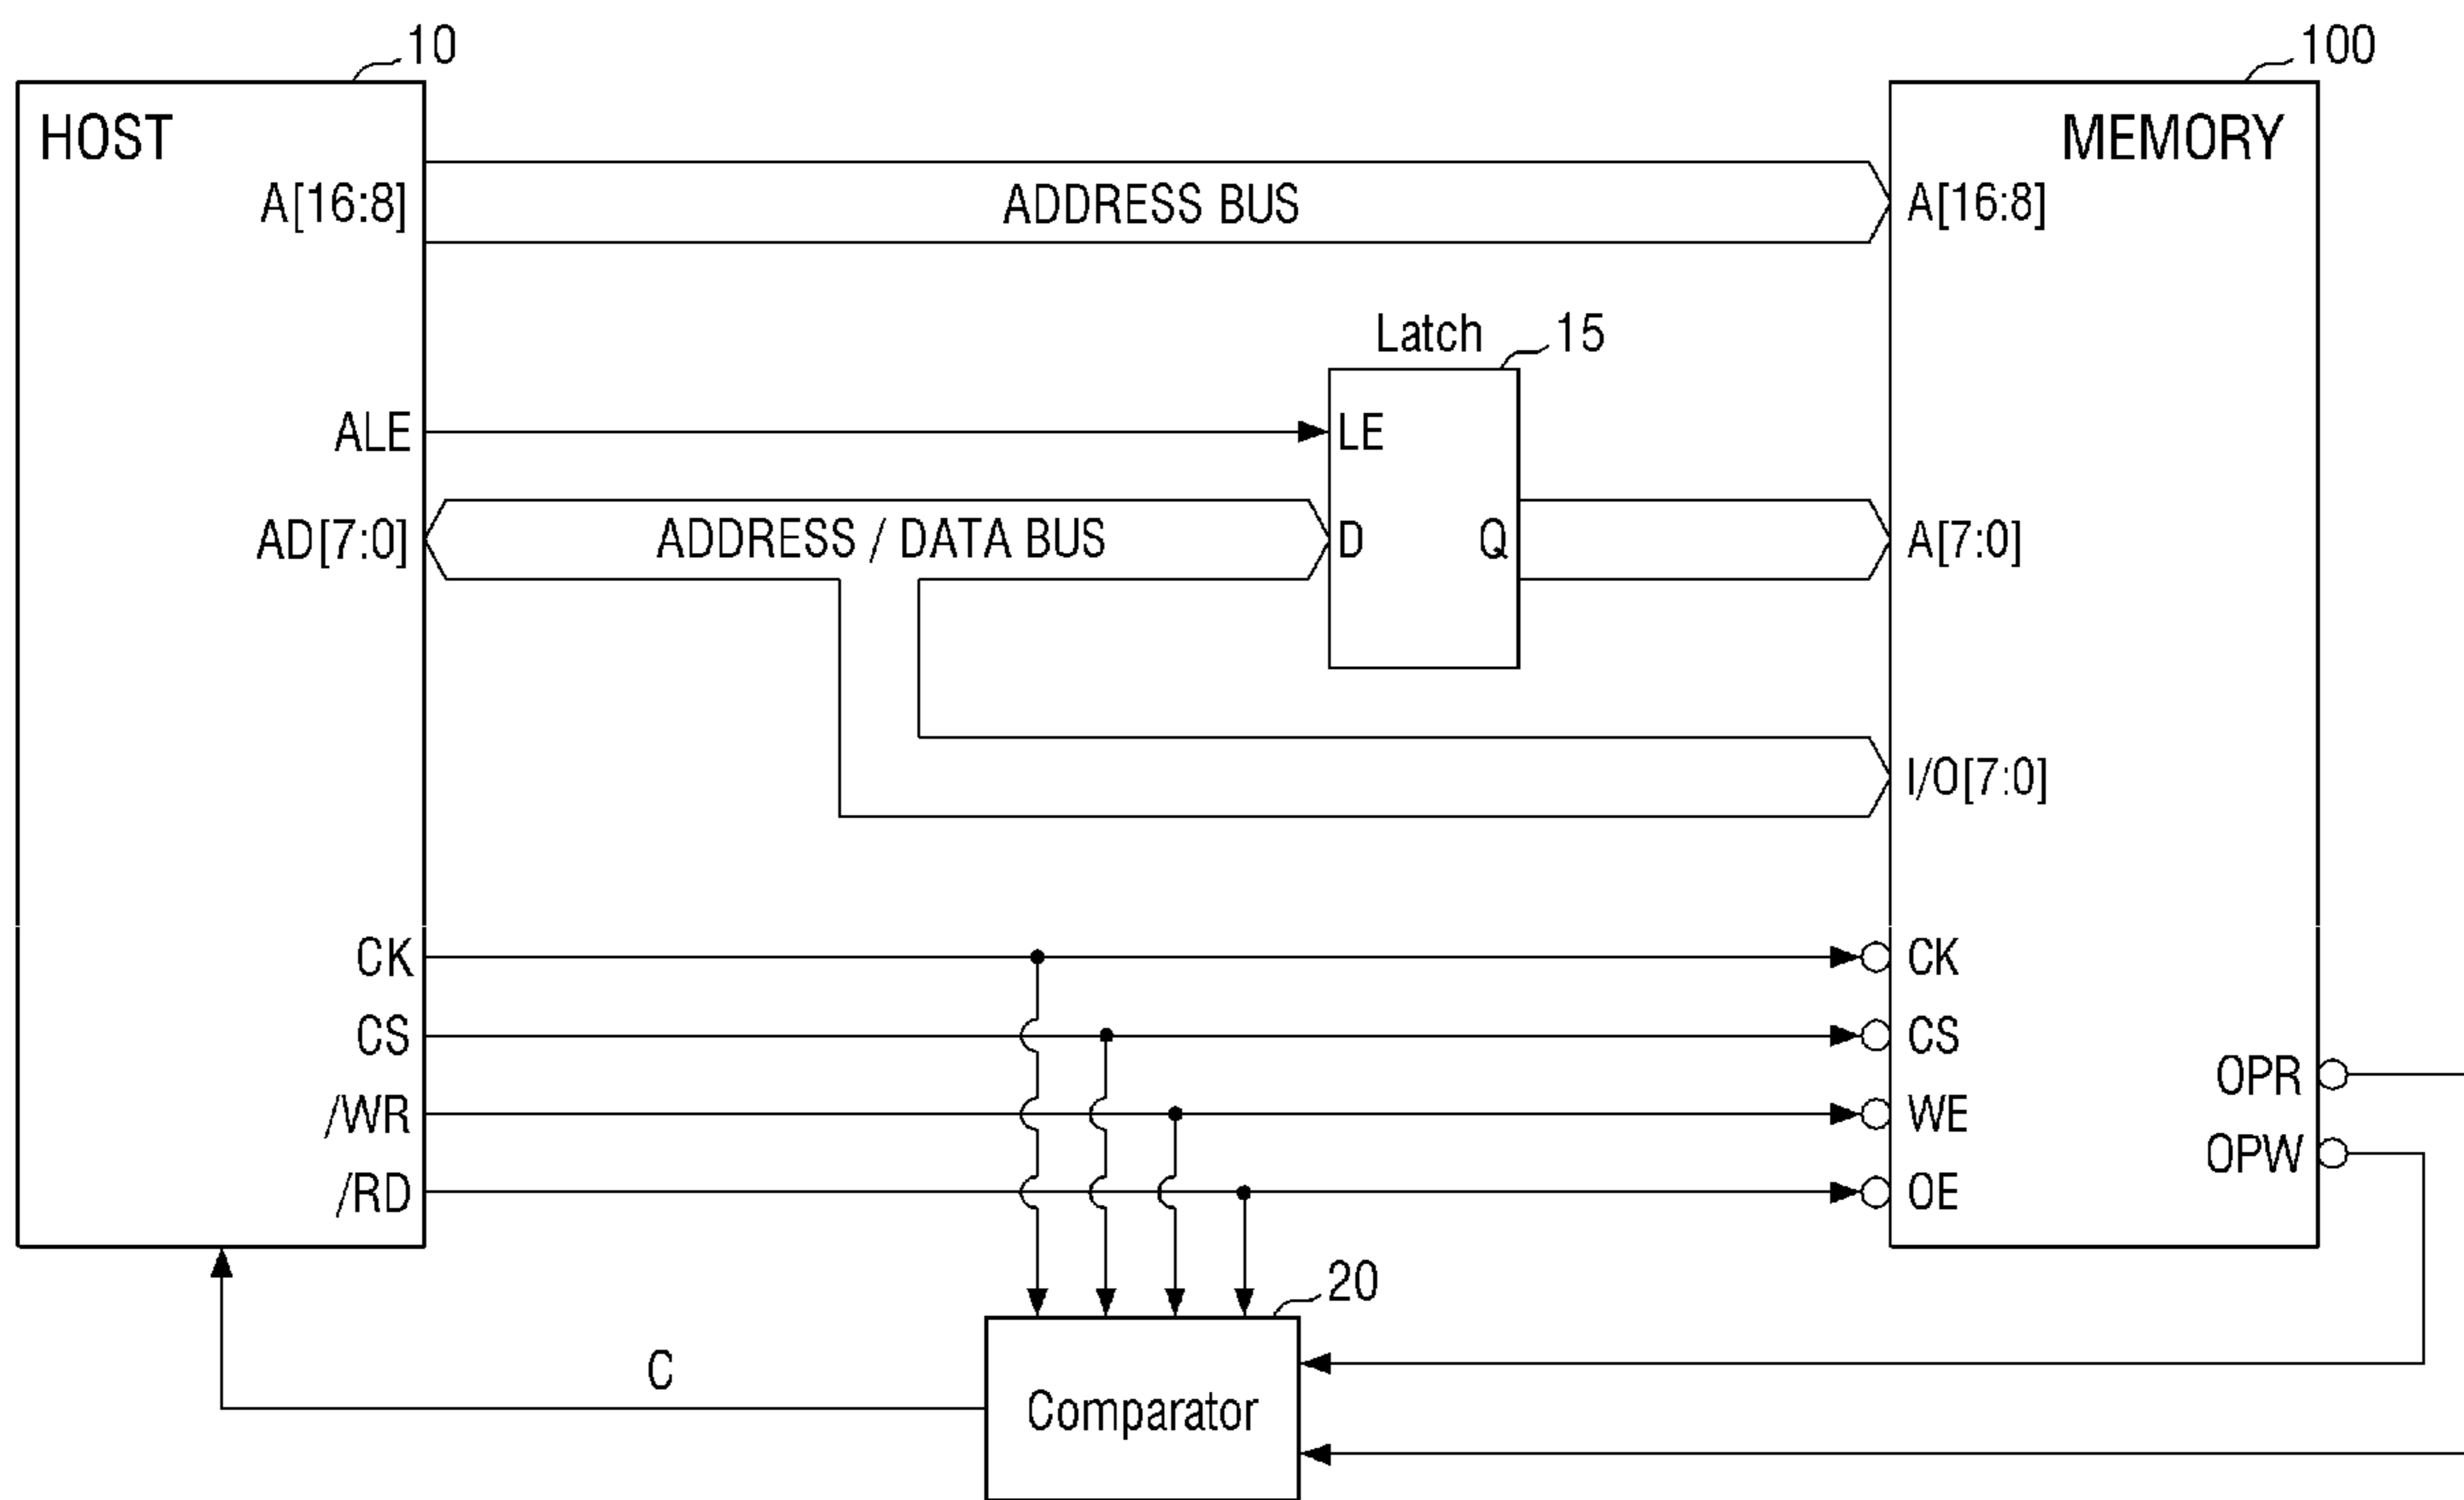 10
100
HOST
MEMORY
A[16:8]
ADDRESS BUS
A[16:8]
Latch
15
ALE
LE
AD[7:0]
ADDRESS / DATA BUS
D
Q
A[7:0]
I/O[7:0]
CK
CK
CS
CS
OPR
/WR
WE
OPW
/RD
OE
20
C
Comparator